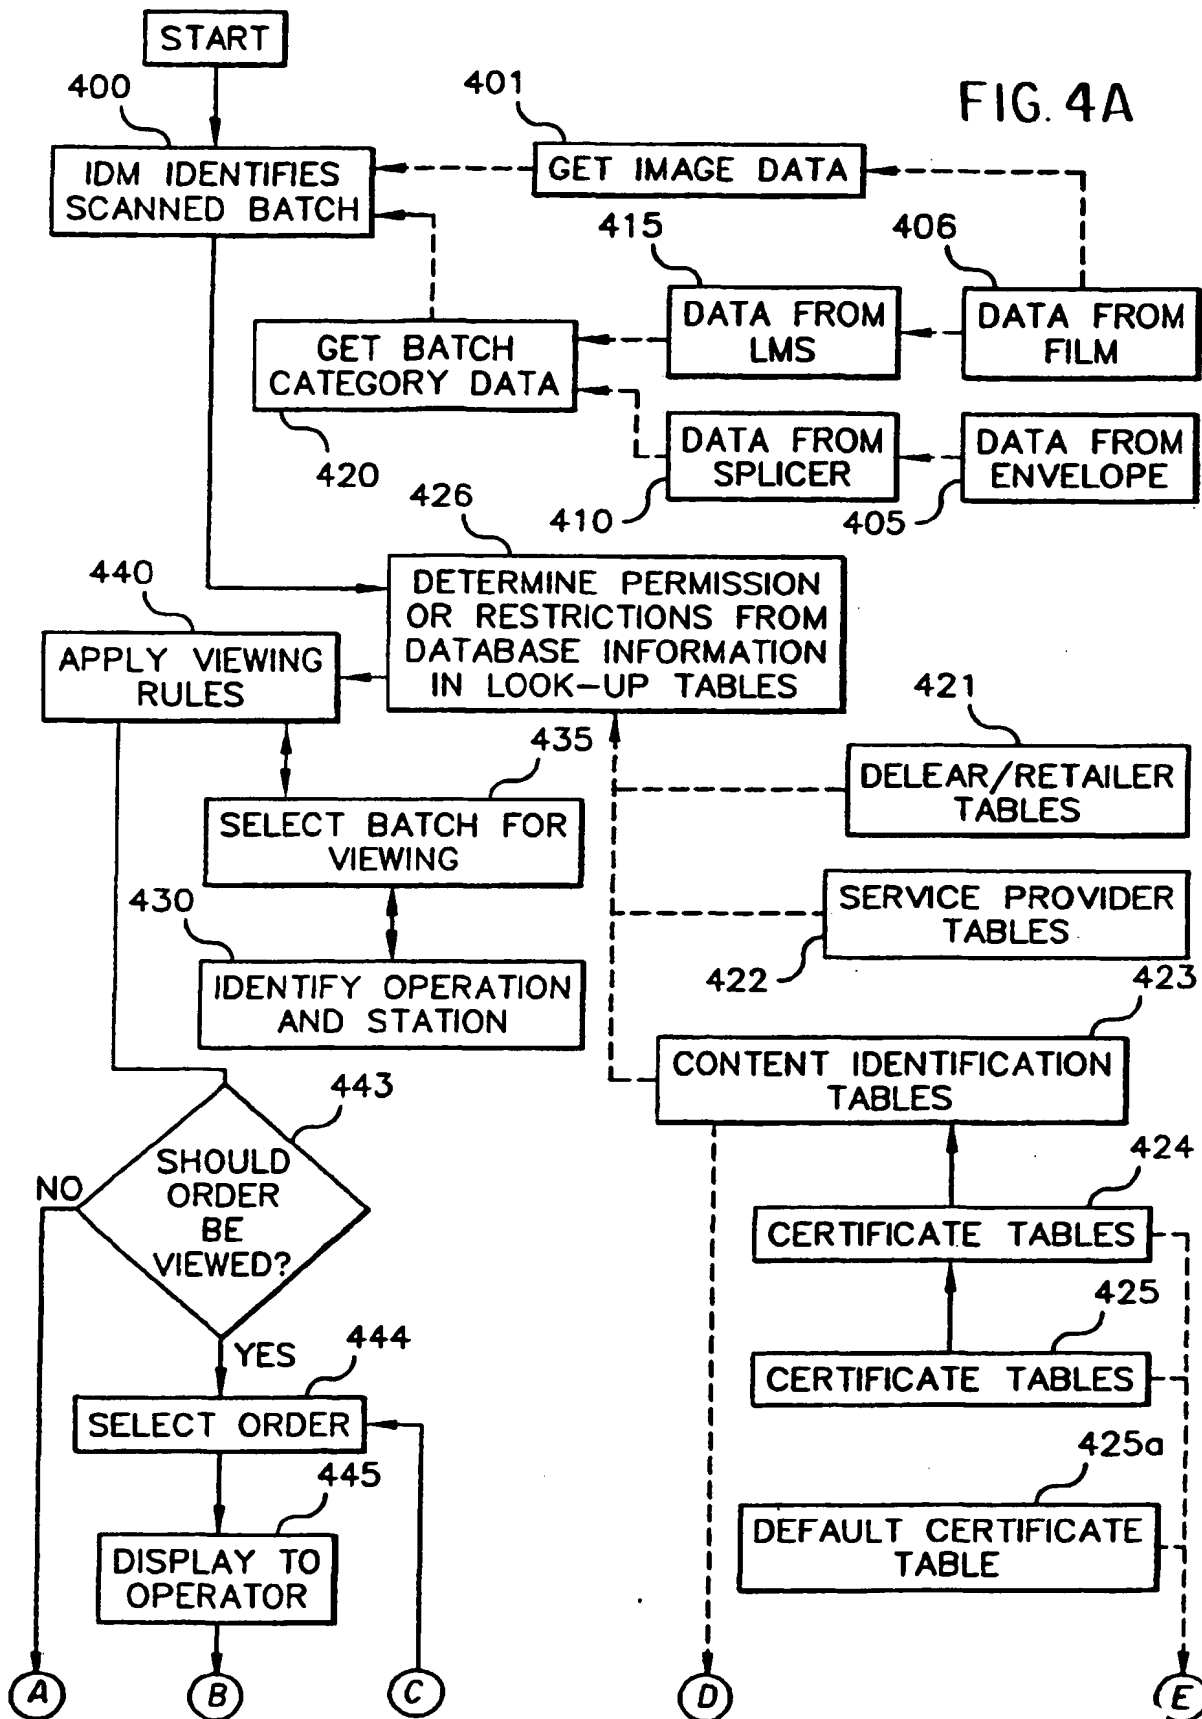 START
FIG. 4A
400
401
IDM IDENTIFIES
SCANNED BATCH
GET IMAGE DATA
415
406
DATA FROM
LMS
DATA FROM
FILM
GET BATCH
CATEGORY DATA
420
DATA FROM
SPLICER
410
DATA FROM
ENVELOPE
405
426
DETERMINE PERMISSION
OR RESTRICTIONS FROM
DATABASE INFORMATION
IN LOOK-UP TABLES
440
APPLY VIEWING
RULES
421
DELEAR/RETAILER
TABLES
435
SELECT BATCH FOR
VIEWING
SERVICE PROVIDER
TABLES
422
430
IDENTIFY OPERATION
AND STATION
423
CONTENT IDENTIFICATION
TABLES
443
SHOULD
ORDER
BE
VIEWED?
NO
YES
424
CERTIFICATE TABLES
425
CERTIFICATE TABLES
444
SELECT ORDER
425a
DEFAULT CERTIFICATE
TABLE
445
DISPLAY TO
OPERATOR
A
B
C
D
E